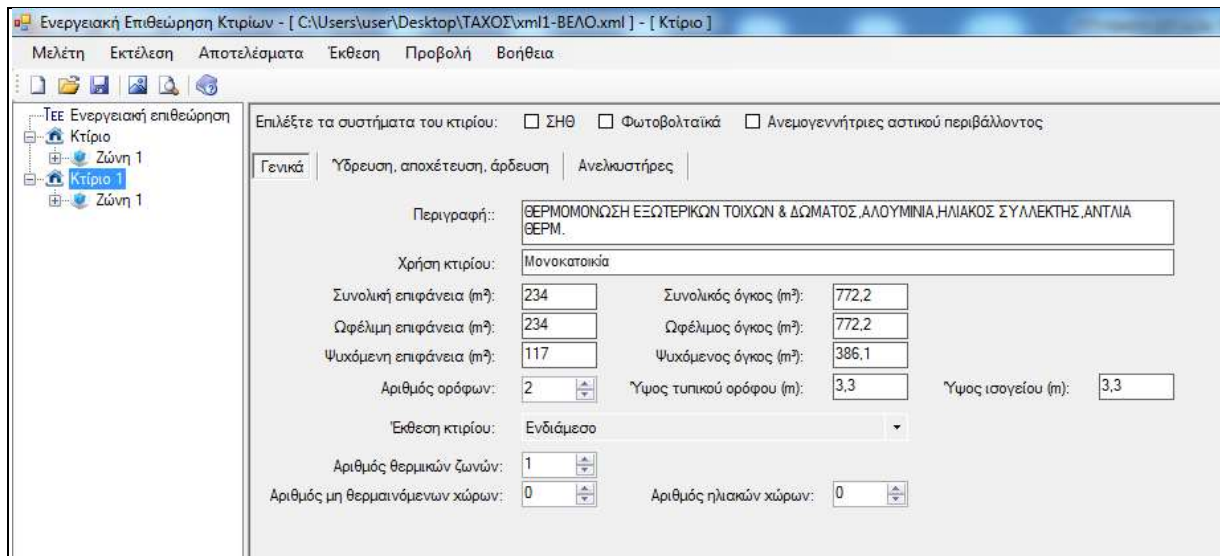 Ενεργειακή Επιθεώρηση Κτιρίων - [ C:\Users\user\Desktop\ΤΑΧΟΣ\xml1-ΒΕΛΟ.xml ] - [ Κτίριο ]
Μελέτη Εκτέλεση Αποτελέσματα Έκθεση Προβολή Βοήθεια
ΤΕΕ Ενεργειακή επιθεώρηση
Κτίριο
Ζώνη 1
Κτίριο 1
Ζώνη 1
Επιλέξτε τα συστήματα του κτιρίου: ΣΗΘ Φωτοβολταϊκά Ανεμογεννήτριες αστικού περιβάλλοντος
Γενικά Ύδρευση, αποχέτευση, άρδευση Ανελκυστήρες
Περιγραφή:: ΘΕΡΜΟΜΟΝΩΣΗ ΕΞΩΤΕΡΙΚΩΝ ΤΟΙΧΩΝ & ΔΩΜΑΤΟΣ,ΑΛΟΥΜΙΝΙΑ,ΗΛΙΑΚΟΣ ΣΥΛΛΕΚΤΗΣ,ΑΝΤΛΙΑ
ΘΕΡΜ.
Χρήση κτιρίου: Μονοκατοικία
Συνολική επιφάνεια (m²): 234 Συνολικός όγκος (m³): 772,2
Ωφέλιμη επιφάνεια (m²): 234 Ωφέλιμος όγκος (m³): 772,2
Ψυχόμενη επιφάνεια (m²): 117 Ψυχόμενος όγκος (m³): 386,1
Αριθμός ορόφων: 2 Ύψος τυπικού ορόφου (m): 3,3 Ύψος ισογείου (m): 3,3
Έκθεση κτιρίου: Ενδιάμεσο
Αριθμός θερμικών ζωνών: 1
Αριθμός μη θερμαινόμενων χώρων: 0 Αριθμός ηλιακών χώρων: 0